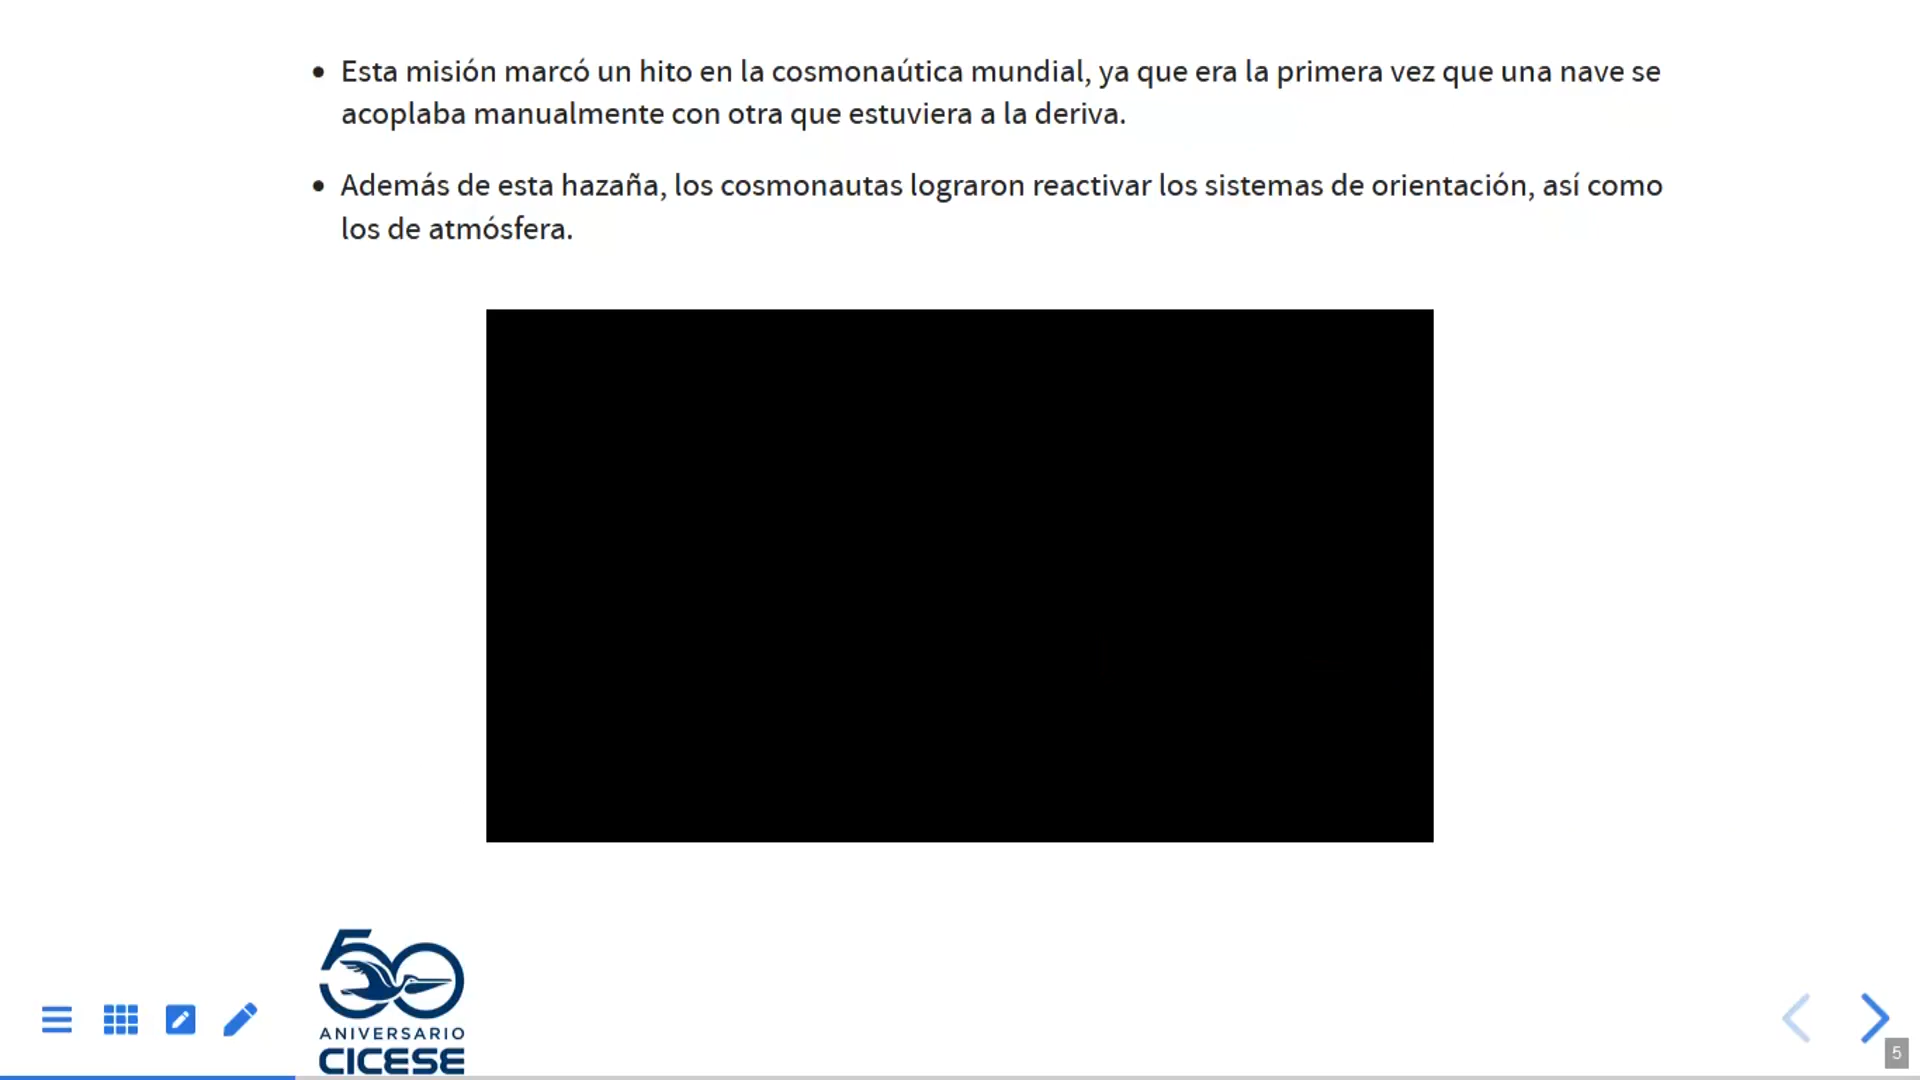 • Esta misión marcó un hito en la cosmonaútica mundial, ya que era la primera vez que una nave se
acoplaba manualmente con otra que estuviera a la deriva.
• Además de esta hazaña, los cosmonautas lograron reactivar los sistemas de orientación, así como
los de atmósfera.
50
ANIVERSARIO
CICESE
5